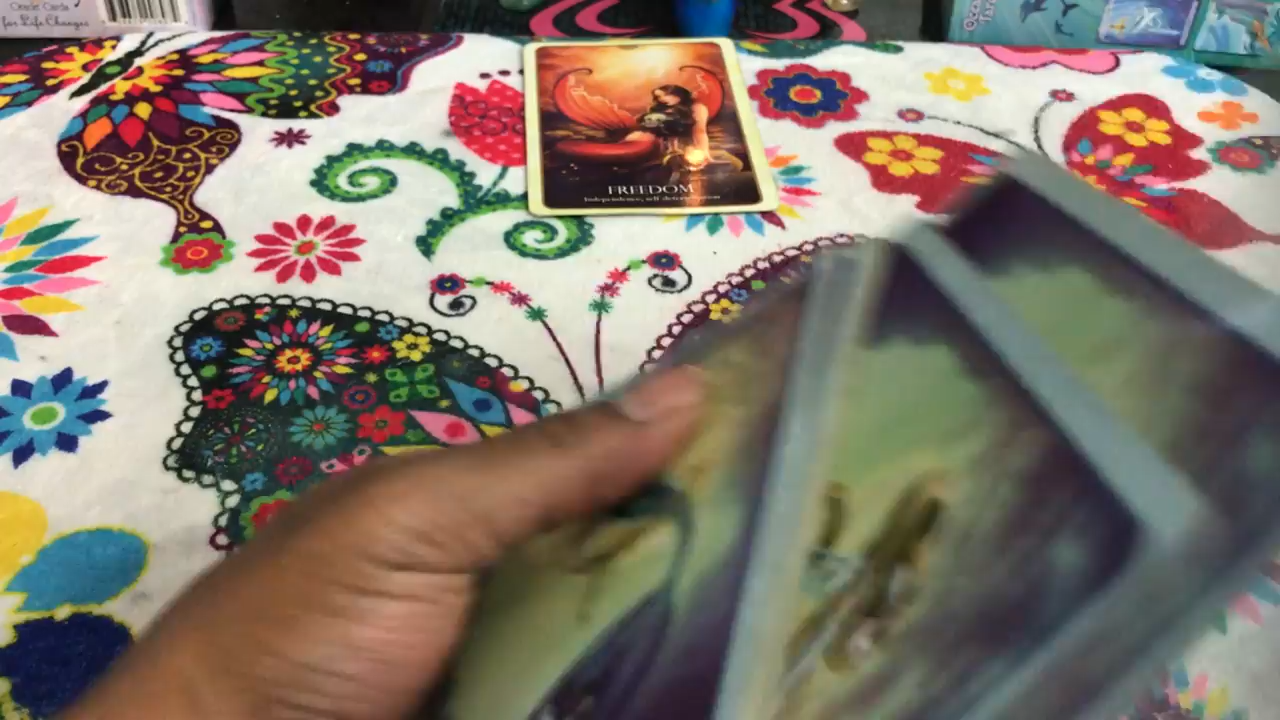 Oracle Cards
for Life Changes
FREEDOM
Independence, self determination